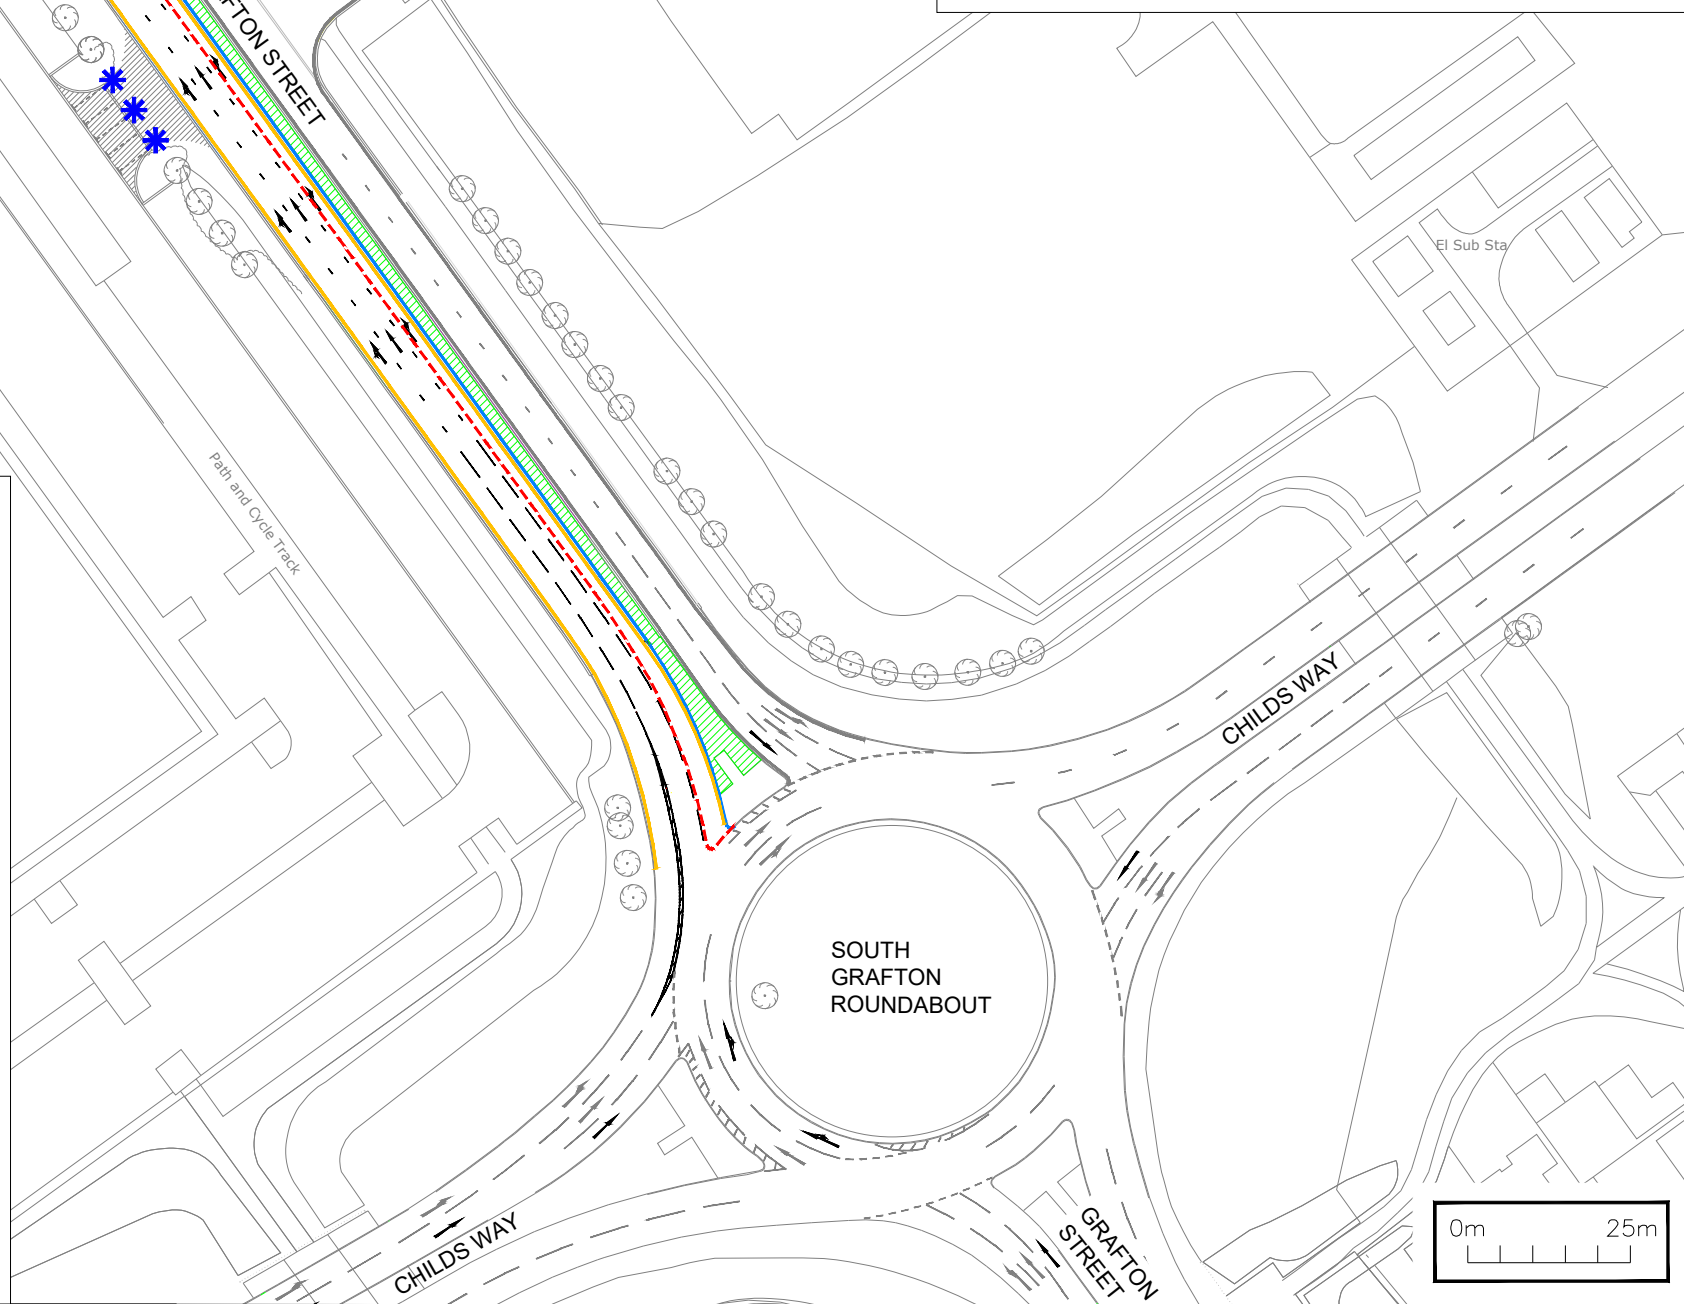 FTON STREET
El Sub Sta
Path and Cycle Track
CHILDS WAY
SOUTH
GRAFTON
ROUNDABOUT
CHILDS WAY
GRAFTON
STREET
0m 25m